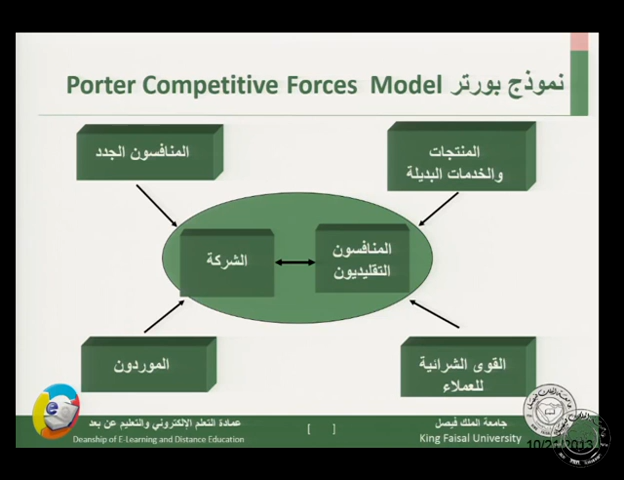 نموذج بورتر Porter Competitive Forces Model
المنافسون الجدد
المنتجات
والخدمات البديلة
الشركة
المنافسون
التقليديون
الموردون
القوى الشرائية
للعملاء
عمادة التعلم الإلكتروني والتعليم عن بعد
Deanship of E-Learning and Distance Education
[ ]
جامعة الملك فيصل
King Faisal University
10/21/2013